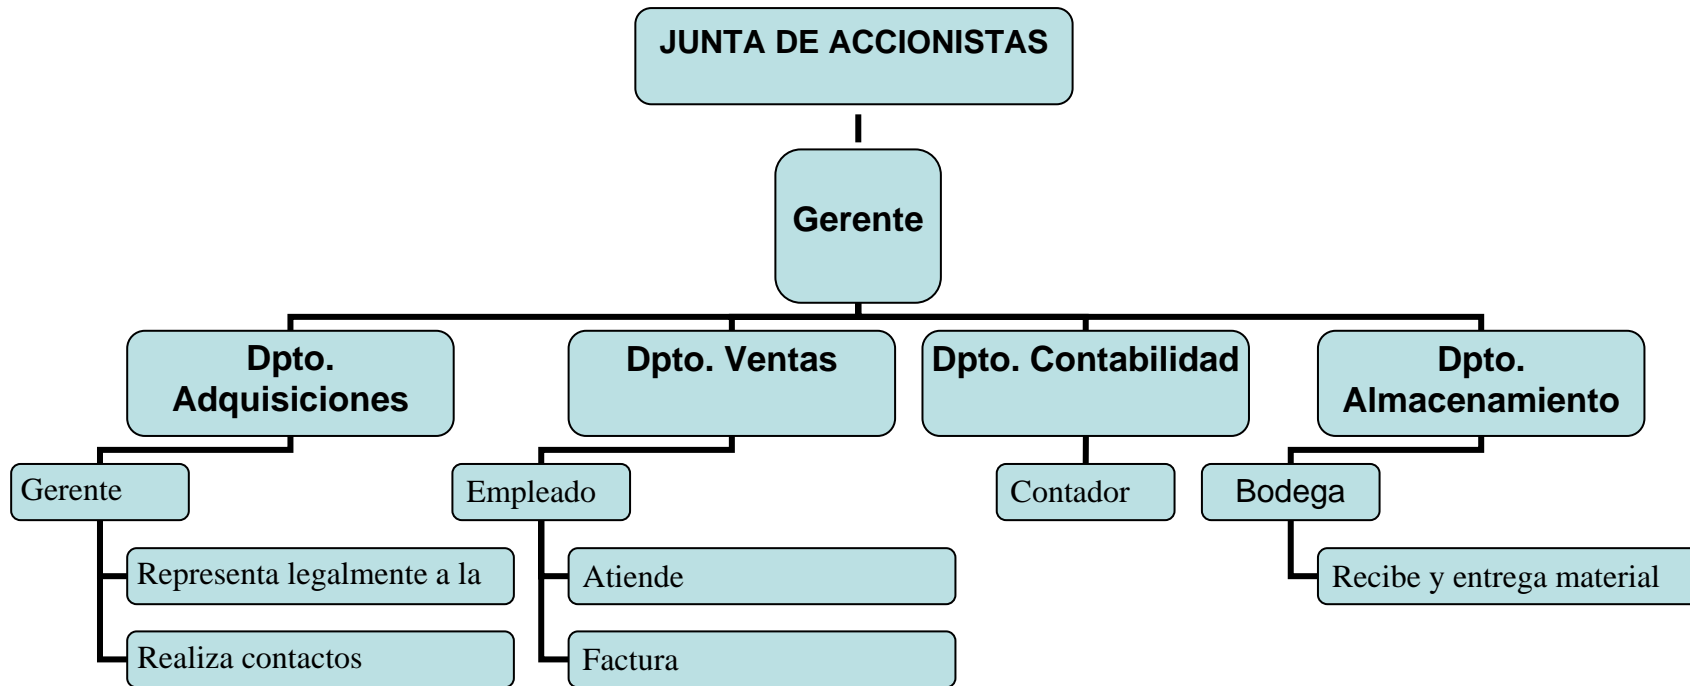 JUNTA DE ACCIONISTAS
Gerente
Dpto.
Adquisiciones
Dpto. Ventas
Dpto. Contabilidad
Dpto.
Almacenamiento
Gerente
Empleado
Contador
Bodega
Representa legalmente a la
Atiende
Recibe y entrega material
Realiza contactos
Factura